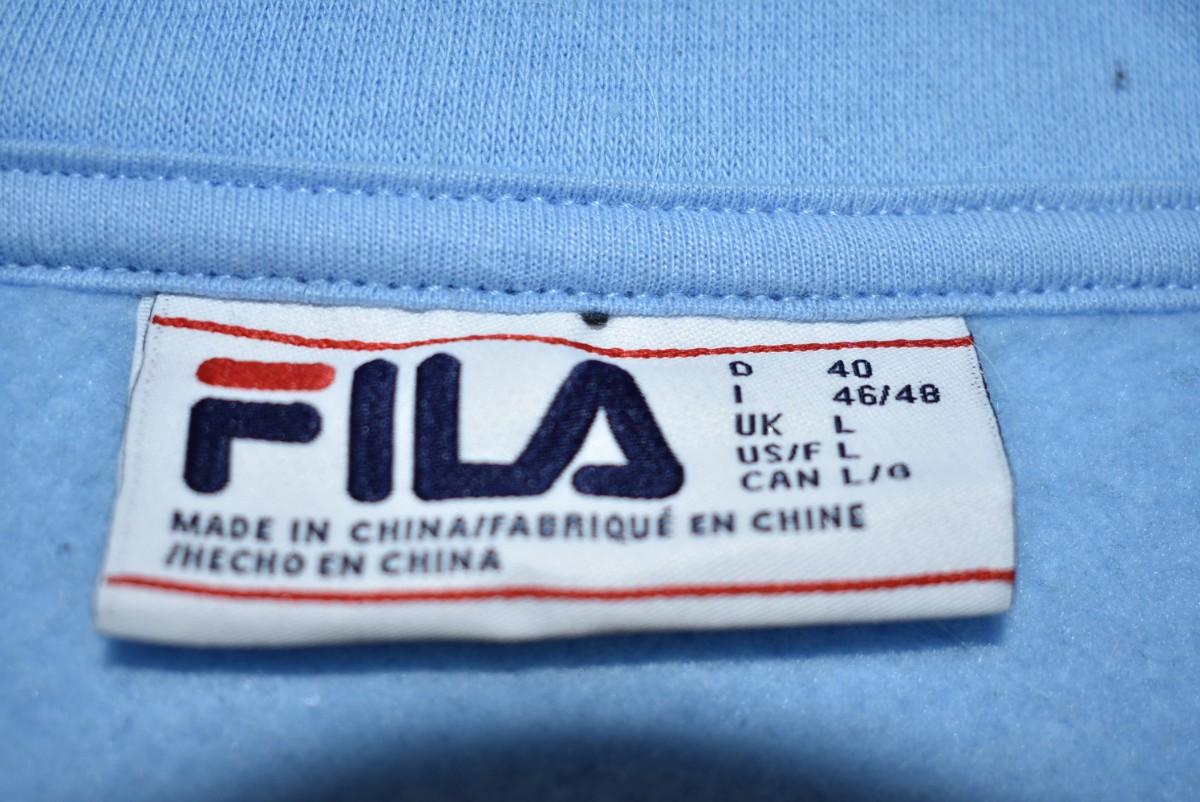 FILA
D 40
I 46/48
UK L
US/F L
CAN L/G
MADE IN CHINA/FABRIQUÉ EN CHINE
/HECHO EN CHINA